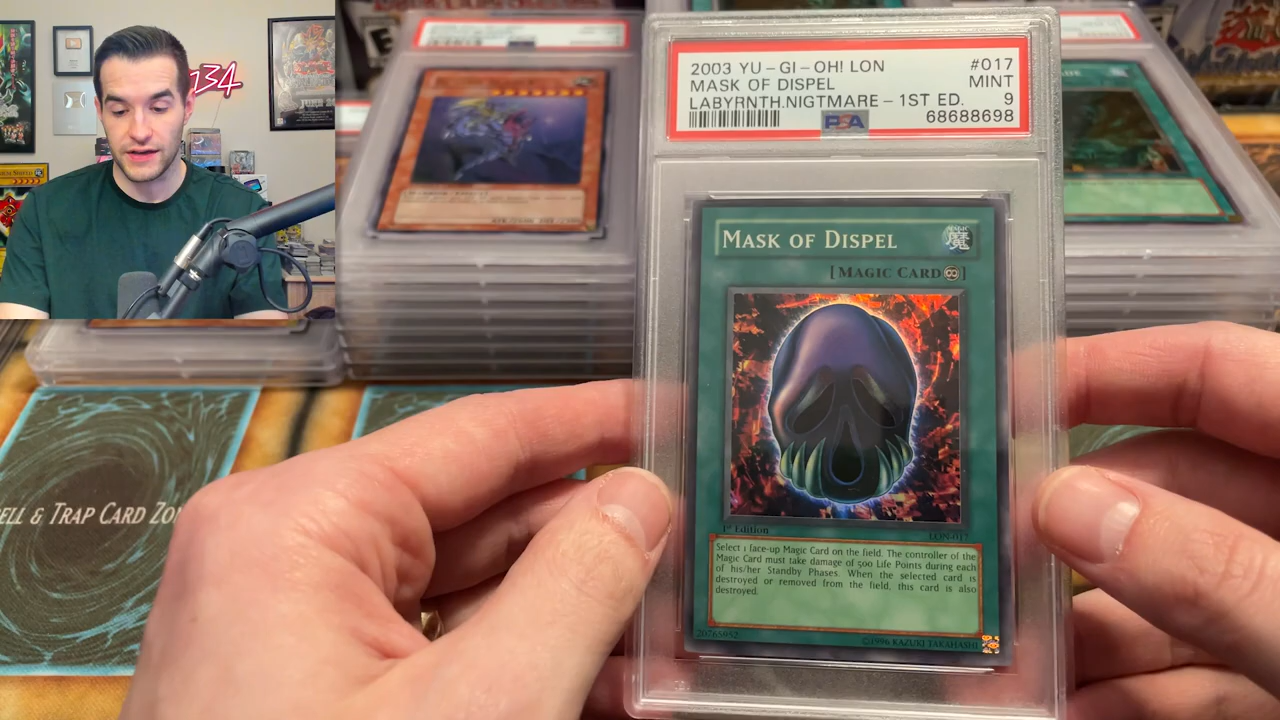 134
2003 YU-GI-OH! LON #017
MASK OF DISPEL MINT
LABYRNTH.NIGTMARE-1ST ED. 9
PSA 68688698
MASK OF DISPEL
魔
[MAGIC CARD∞]
1st Edition
LON-017
Select 1 face-up Magic Card on the field. The controller of the
Magic Card must take damage of 500 Life Points during each
of his/her Standby Phases. When the selected card is
destroyed or removed from the field, this card is also
destroyed.
20765952
©1996 KAZUKI TAKAHASHI
ELL & TRAP CARD ZO